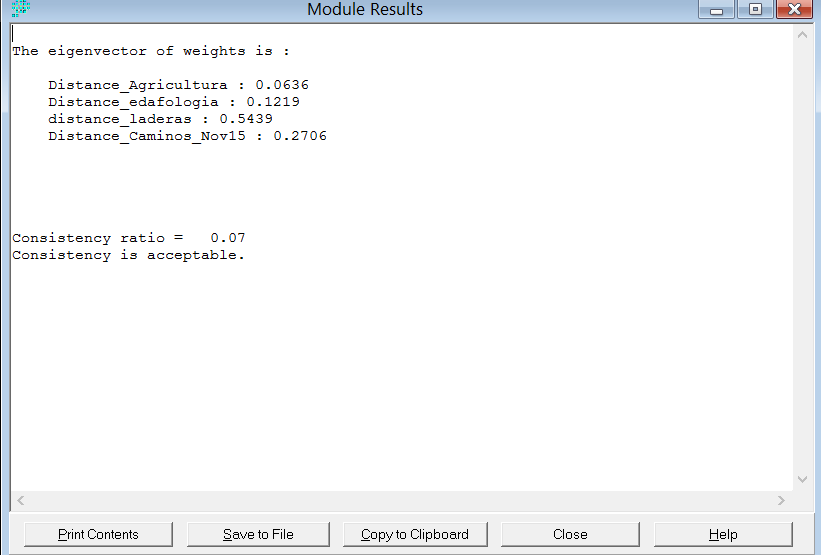 Module Results
The eigenvector of weights is :
Distance_Agricultura : 0.0636
Distance_edafologia : 0.1219
distance_laderas : 0.5439
Distance_Caminos_Nov15 : 0.2706
Consistency ratio =   0.07
Consistency is acceptable.
Print Contents
Save to File
Copy to Clipboard
Close
Help